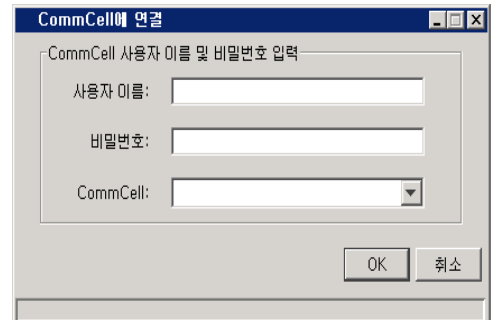 CommCell에 연결
CommCell 사용자 이름 및 비밀번호 입력
사용자 이름:
비밀번호:
CommCell:
OK 취소